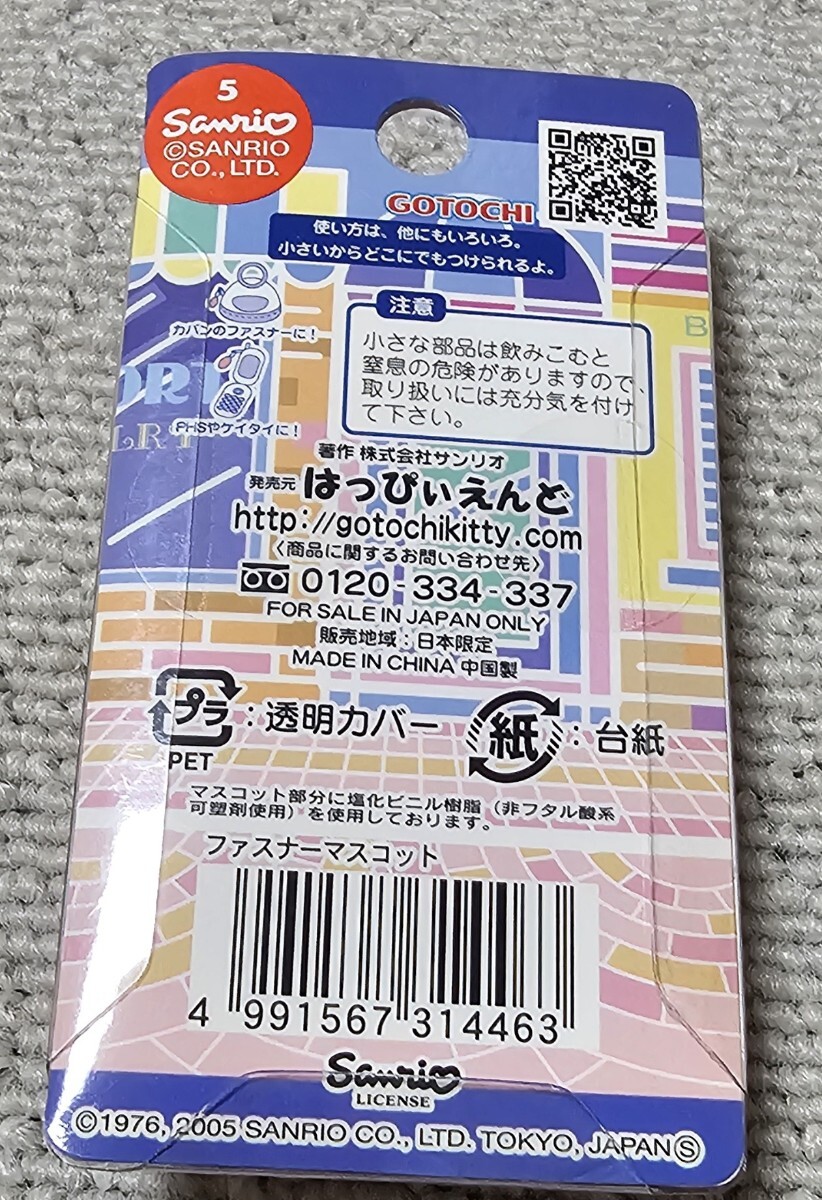 5
Sanrio
©SANRIO
CO., LTD.
GOTOCHI
使い方は、他にもいろいろ。
小さいからどこにでもつけられるよ。
カバンのファスナーに!
PHSやケイタイに!
注意
小さな部品は飲みこむと
窒息の危険がありますので、
取り扱いには充分気を付け
て下さい。
著作 株式会社サンリオ
発売元 はっぴぃえんど
http://gotochikitty.com
〈商品に関するお問い合わせ先〉
0120-334-337
FOR SALE IN JAPAN ONLY
販売地域:日本限定
MADE IN CHINA 中国製
プラ:透明カバー
PET
紙:台紙
マスコット部分に塩化ビニル樹脂(非フタル酸系
可塑剤使用)を使用しております。
ファスナーマスコット
4 991567 314463
Sanrio
LICENSE
©1976, 2005 SANRIO CO., LTD. TOKYO, JAPAN Ⓢ